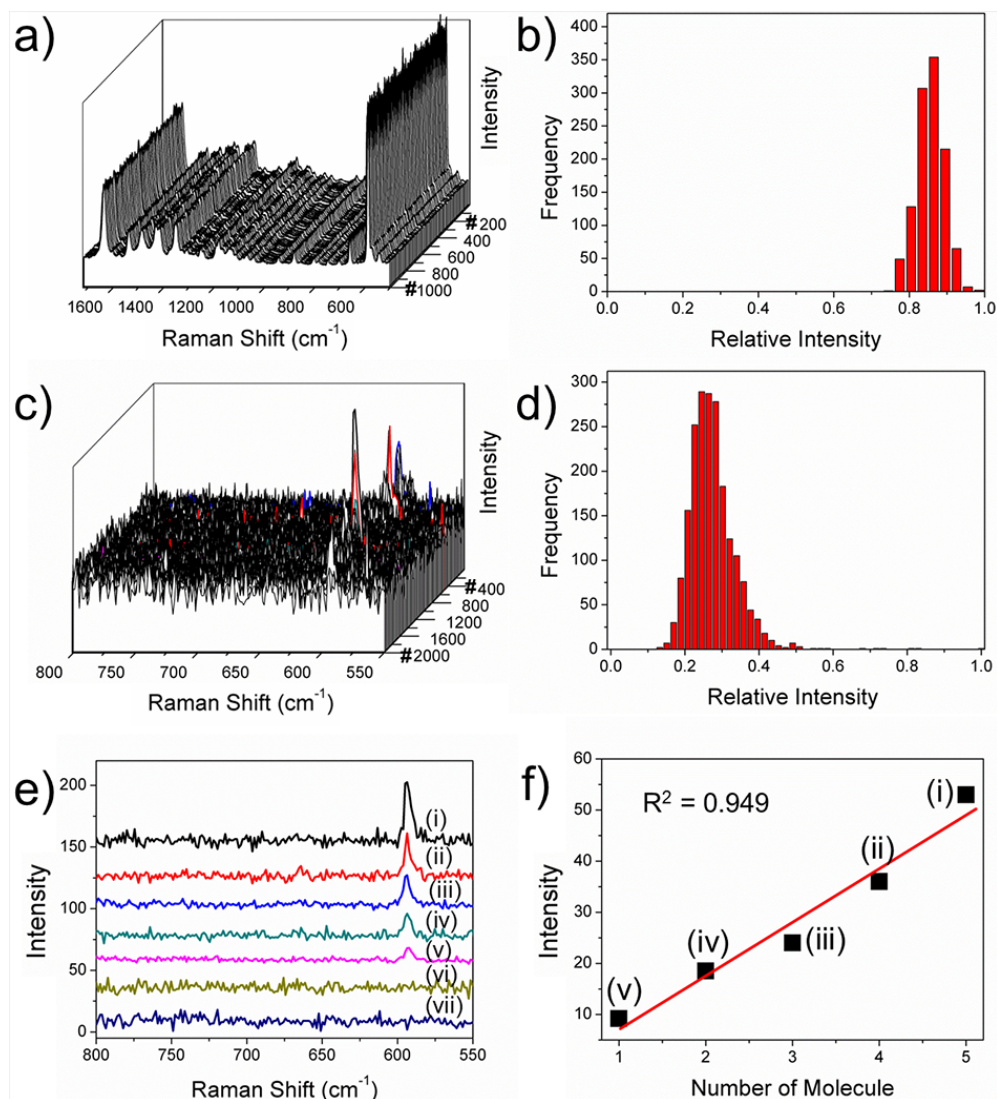 a)
Intensity
#200
400
600
800
#1000
1600 1400 1200 1000 800 600
Raman Shift (cm-1)
b)
Frequency
400
350
300
250
200
150
100
50
0
0.0 0.2 0.4 0.6 0.8 1.0
Relative Intensity
c)
Intensity
#400
800
1200
1600
#2000
800 750 700 650 600 550
Raman Shift (cm-1)
d)
Frequency
300
250
200
150
100
50
0
0.0 0.2 0.4 0.6 0.8 1.0
Relative Intensity
e)
Intensity
200
150
100
50
0
(i)
(ii)
(iii)
(iv)
(v)
(vi)
(vii)
800 750 700 650 600 550
Raman Shift (cm-1)
f)
Intensity
60
50
40
30
20
10
R2 = 0.949
(i)
(ii)
(iii)
(iv)
(v)
1 2 3 4 5
Number of Molecule